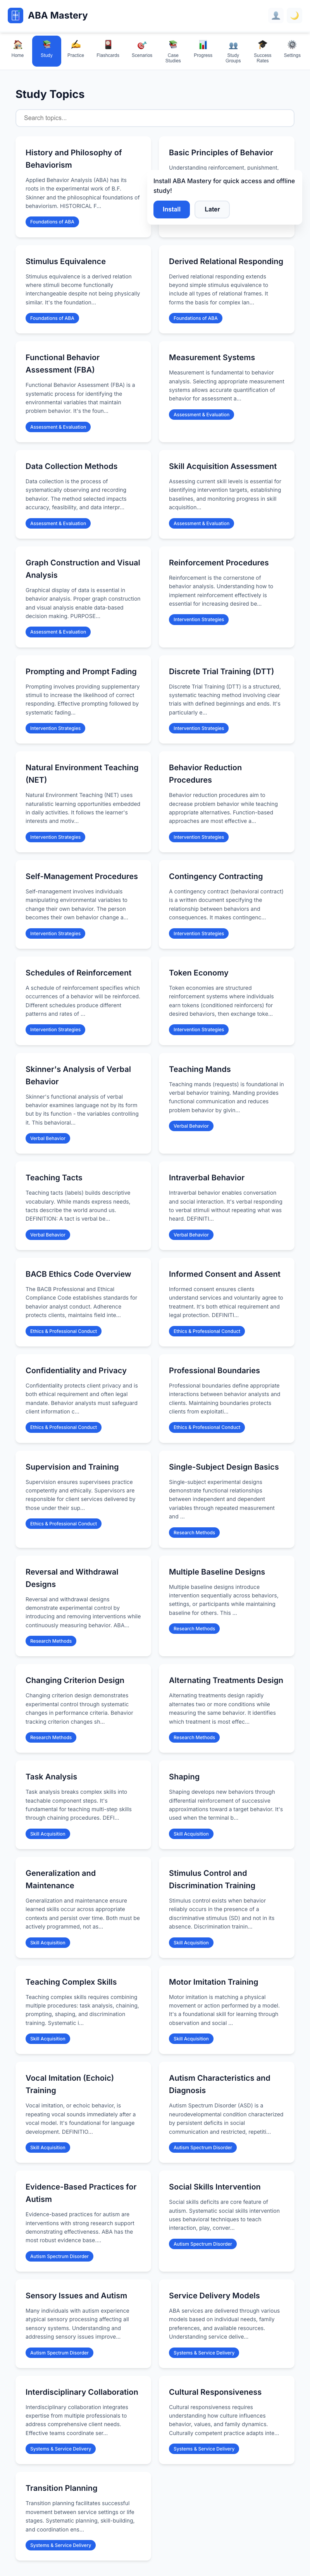 ABA Mastery
Home
Study
Practice
Flashcards
Scenarios
Case
Studies
Progress
Study
Groups
Success
Rates
Settings
Study Topics
Search topics...
History and Philosophy of
Behaviorism
Applied Behavior Analysis (ABA) has its
roots in the experimental work of B.F.
Skinner and the philosophical foundations of
behaviorism. HISTORICAL F...
Foundations of ABA
Basic Principles of Behavior
Understanding reinforcement, punishment,
Install ABA Mastery for quick access and offline
study!
Install
Later
Stimulus Equivalence
Stimulus equivalence is a derived relation
where stimuli become functionally
interchangeable despite not being physically
similar. It's the foundation...
Foundations of ABA
Derived Relational Responding
Derived relational responding extends
beyond simple stimulus equivalence to
include all types of relational frames. It
forms the basis for complex lan...
Foundations of ABA
Functional Behavior
Assessment (FBA)
Functional Behavior Assessment (FBA) is a
systematic process for identifying the
environmental variables that maintain
problem behavior. It's the foun...
Assessment & Evaluation
Measurement Systems
Measurement is fundamental to behavior
analysis. Selecting appropriate measurement
systems allows accurate quantification of
behavior for assessment a...
Assessment & Evaluation
Data Collection Methods
Data collection is the process of
systematically observing and recording
behavior. The method selected impacts
accuracy, feasibility, and data interpr...
Assessment & Evaluation
Skill Acquisition Assessment
Assessing current skill levels is essential for
identifying intervention targets, establishing
baselines, and monitoring progress in skill
acquisition...
Assessment & Evaluation
Graph Construction and Visual
Analysis
Graphical display of data is essential in
behavior analysis. Proper graph construction
and visual analysis enable data-based
decision making. PURPOSE...
Assessment & Evaluation
Reinforcement Procedures
Reinforcement is the cornerstone of
behavior analysis. Understanding how to
implement reinforcement effectively is
essential for increasing desired be...
Intervention Strategies
Prompting and Prompt Fading
Prompting involves providing supplementary
stimuli to increase the likelihood of correct
responding. Effective prompting followed by
systematic fading...
Intervention Strategies
Discrete Trial Training (DTT)
Discrete Trial Training (DTT) is a structured,
systematic teaching method involving clear
trials with defined beginnings and ends. It's
particularly e...
Intervention Strategies
Natural Environment Teaching
(NET)
Natural Environment Teaching (NET) uses
naturalistic learning opportunities embedded
in daily activities. It follows the learner's
interests and motiv...
Intervention Strategies
Behavior Reduction
Procedures
Behavior reduction procedures aim to
decrease problem behavior while teaching
appropriate alternatives. Function-based
approaches are most effective a...
Intervention Strategies
Self-Management Procedures
Self-management involves individuals
manipulating environmental variables to
change their own behavior. The person
becomes their own behavior change a...
Intervention Strategies
Contingency Contracting
A contingency contract (behavioral contract)
is a written document specifying the
relationship between behaviors and
consequences. It makes contingenc...
Intervention Strategies
Schedules of Reinforcement
A schedule of reinforcement specifies which
occurrences of a behavior will be reinforced.
Different schedules produce different
patterns and rates of ...
Intervention Strategies
Token Economy
Token economies are structured
reinforcement systems where individuals
earn tokens (conditioned reinforcers) for
desired behaviors, then exchange toke...
Intervention Strategies
Skinner's Analysis of Verbal
Behavior
Skinner's functional analysis of verbal
behavior examines language not by its form
but by its function - the variables controlling
it. This behavioral...
Verbal Behavior
Teaching Mands
Teaching mands (requests) is foundational in
verbal behavior training. Manding provides
functional communication and reduces
problem behavior by givin...
Verbal Behavior
Teaching Tacts
Teaching tacts (labels) builds descriptive
vocabulary. While mands express needs,
tacts describe the world around us.
DEFINITION: A tact is verbal be...
Verbal Behavior
Intraverbal Behavior
Intraverbal behavior enables conversation
and social interaction. It's verbal responding
to verbal stimuli without repeating what was
heard. DEFINITI...
Verbal Behavior
BACB Ethics Code Overview
The BACB Professional and Ethical
Compliance Code establishes standards for
behavior analyst conduct. Adherence
protects clients, maintains field inte...
Ethics & Professional Conduct
Informed Consent and Assent
Informed consent ensures clients
understand services and voluntarily agree to
treatment. It's both ethical requirement and
legal protection. DEFINITI...
Ethics & Professional Conduct
Confidentiality and Privacy
Confidentiality protects client privacy and is
both ethical requirement and often legal
mandate. Behavior analysts must safeguard
client information c...
Ethics & Professional Conduct
Professional Boundaries
Professional boundaries define appropriate
interactions between behavior analysts and
clients. Maintaining boundaries protects
clients from exploitati...
Ethics & Professional Conduct
Supervision and Training
Supervision ensures supervisees practice
competently and ethically. Supervisors are
responsible for client services delivered by
those under their sup...
Ethics & Professional Conduct
Single-Subject Design Basics
Single-subject experimental designs
demonstrate functional relationships
between independent and dependent
variables through repeated measurement
and ...
Research Methods
Reversal and Withdrawal
Designs
Reversal and withdrawal designs
demonstrate experimental control by
introducing and removing interventions while
continuously measuring behavior. ABA...
Research Methods
Multiple Baseline Designs
Multiple baseline designs introduce
intervention sequentially across behaviors,
settings, or participants while maintaining
baseline for others. This ...
Research Methods
Changing Criterion Design
Changing criterion design demonstrates
experimental control through systematic
changes in performance criteria. Behavior
tracking criterion changes sh...
Research Methods
Alternating Treatments Design
Alternating treatments design rapidly
alternates two or more conditions while
measuring the same behavior. It identifies
which treatment is most effec...
Research Methods
Task Analysis
Task analysis breaks complex skills into
teachable component steps. It's
fundamental for teaching multi-step skills
through chaining procedures. DEFI...
Skill Acquisition
Shaping
Shaping develops new behaviors through
differential reinforcement of successive
approximations toward a target behavior. It's
used when the terminal b...
Skill Acquisition
Generalization and
Maintenance
Generalization and maintenance ensure
learned skills occur across appropriate
contexts and persist over time. Both must be
actively programmed, not as...
Skill Acquisition
Stimulus Control and
Discrimination Training
Stimulus control exists when behavior
reliably occurs in the presence of a
discriminative stimulus (SD) and not in its
absence. Discrimination trainin...
Skill Acquisition
Teaching Complex Skills
Teaching complex skills requires combining
multiple procedures: task analysis, chaining,
prompting, shaping, and discrimination
training. Systematic i...
Skill Acquisition
Motor Imitation Training
Motor imitation is matching a physical
movement or action performed by a model.
It's a foundational skill for learning through
observation and social ...
Skill Acquisition
Vocal Imitation (Echoic)
Training
Vocal imitation, or echoic behavior, is
repeating vocal sounds immediately after a
vocal model. It's foundational for language
development. DEFINITIO...
Skill Acquisition
Autism Characteristics and
Diagnosis
Autism Spectrum Disorder (ASD) is a
neurodevelopmental condition characterized
by persistent deficits in social
communication and restricted, repetiti...
Autism Spectrum Disorder
Evidence-Based Practices for
Autism
Evidence-based practices for autism are
interventions with strong research support
demonstrating effectiveness. ABA has the
most robust evidence base....
Autism Spectrum Disorder
Social Skills Intervention
Social skills deficits are core feature of
autism. Systematic social skills intervention
uses behavioral techniques to teach
interaction, play, conver...
Autism Spectrum Disorder
Sensory Issues and Autism
Many individuals with autism experience
atypical sensory processing affecting all
sensory systems. Understanding and
addressing sensory issues improve...
Autism Spectrum Disorder
Service Delivery Models
ABA services are delivered through various
models based on individual needs, family
preferences, and available resources.
Understanding service delive...
Systems & Service Delivery
Interdisciplinary Collaboration
Interdisciplinary collaboration integrates
expertise from multiple professionals to
address comprehensive client needs.
Effective teams coordinate ser...
Systems & Service Delivery
Cultural Responsiveness
Cultural responsiveness requires
understanding how culture influences
behavior, values, and family dynamics.
Culturally competent practice adapts inte...
Systems & Service Delivery
Transition Planning
Transition planning facilitates successful
movement between service settings or life
stages. Systematic planning, skill-building,
and coordination ens...
Systems & Service Delivery